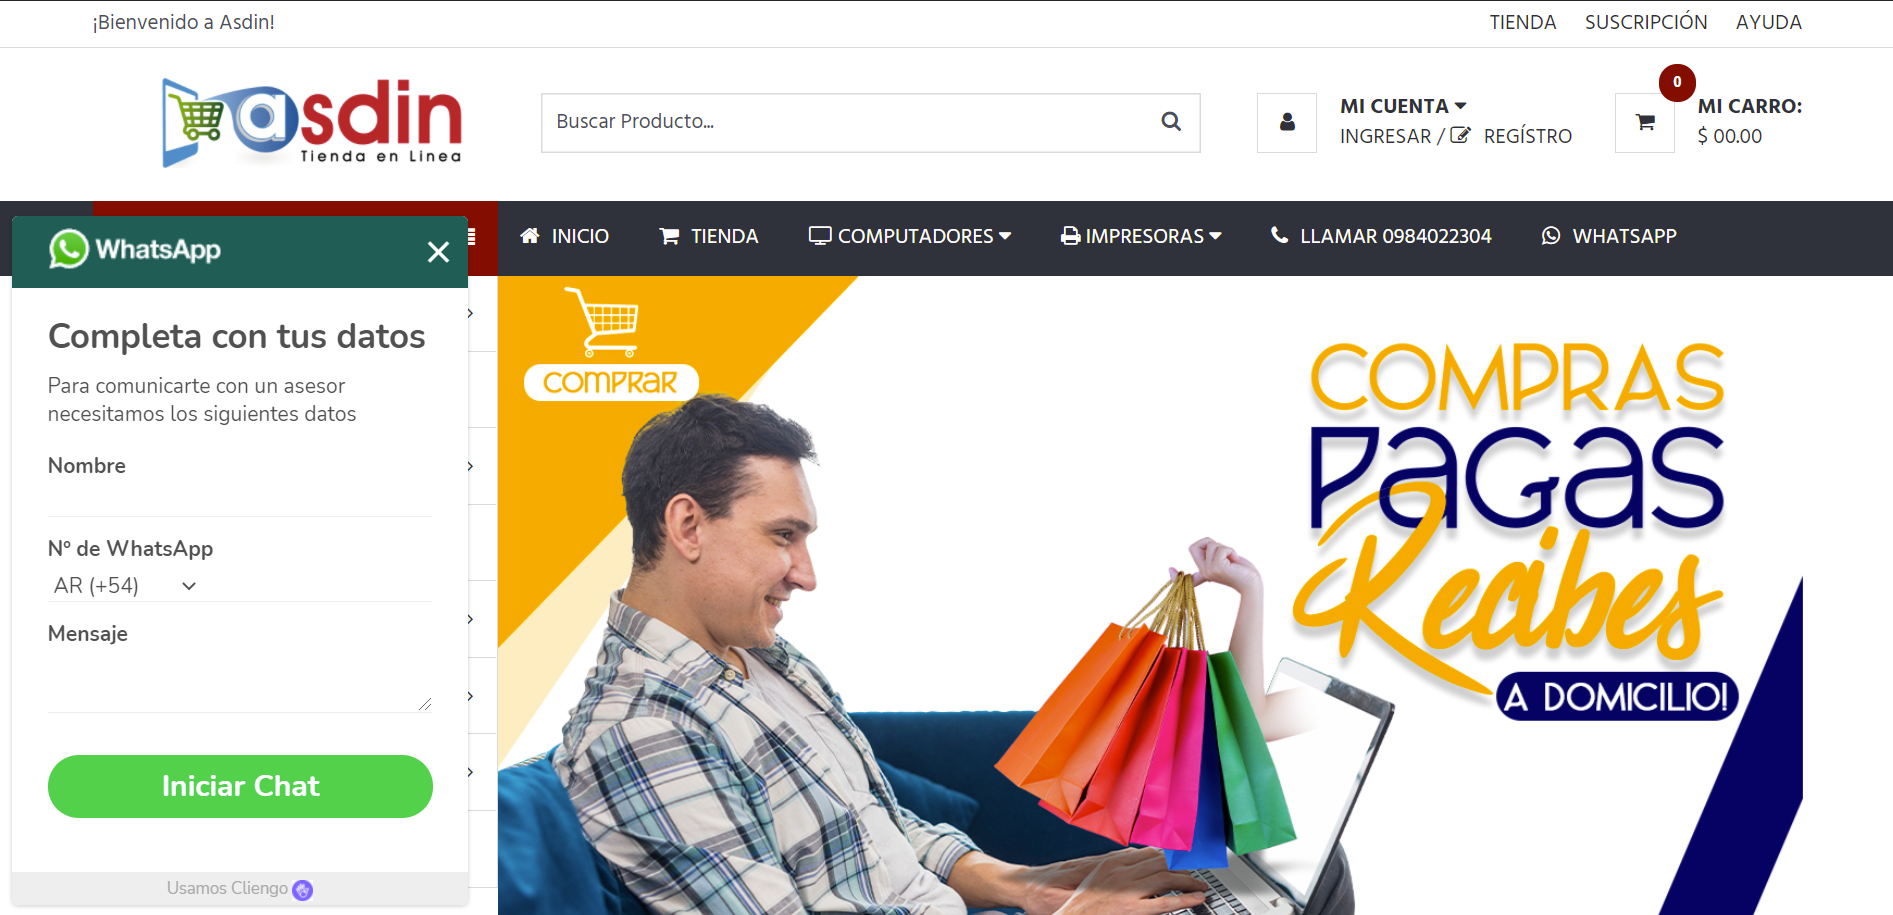 ¡Bienvenido a Asdin!
TIENDA SUSCRIPCIÓN AYUDA
asdin
Tienda en Linea
Buscar Producto...
MI CUENTA
INGRESAR / REGÍSTRO
0
MI CARRO:
$ 00.00
INICIO TIENDA COMPUTADORES IMPRESORAS LLAMAR 0984022304 WHATSAPP
WhatsApp
Completa con tus datos
Para comunicarte con un asesor
necesitamos los siguientes datos
Nombre
Nº de WhatsApp
AR (+54)
Mensaje
Iniciar Chat
Usamos Cliengo
COMPRAR
COMPRAS
PAGAS
Recibes
A DOMICILIO!